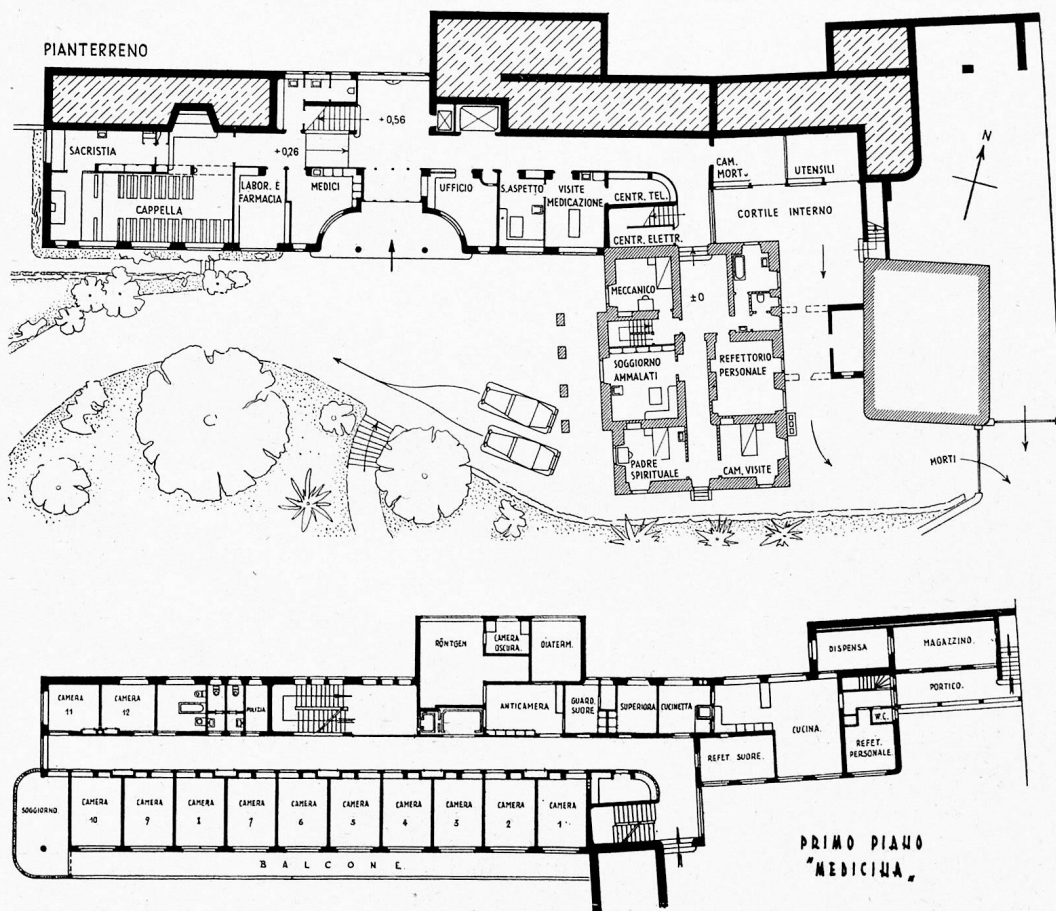 PIANTERRENO
+0,56
+0,26
SACRISTIA
CAPPELLA
LABOR. E
FARMACIA
MEDICI
UFFICIO
S.ASPETTO
VISITE
MEDICAZIONE
CENTR. TEL.
CENTR. ELETTR.
CAM.
MORT.
UTENSILI
CORTILE INTERNO
N
MECCANICO
±0
SOGGIORNO
AMMALATI
REFETTORIO
PERSONALE
PADRE
SPIRITUALE
CAM. VISITE
MORTI
RÖNTGEN
CAMERA
OSCURA.
DIATERM.
DISPENSA
MAGAZZINO.
PORTICO.
CAMERA
11
CAMERA
12
PULIZIA
ANTICAMERA
GUARD.
SUORE
SUPERIORA
CUCINETTA
CUCINA.
W.C.
REFET. SUORE.
REFET.
PERSONALE.
SOGGIORNO.
CAMERA
10
CAMERA
9
CAMERA
8
CAMERA
7
CAMERA
6
CAMERA
5
CAMERA
4
CAMERA
3
CAMERA
2
CAMERA
1
BALCONE
PRIMO PIANO
"MEDICINA"